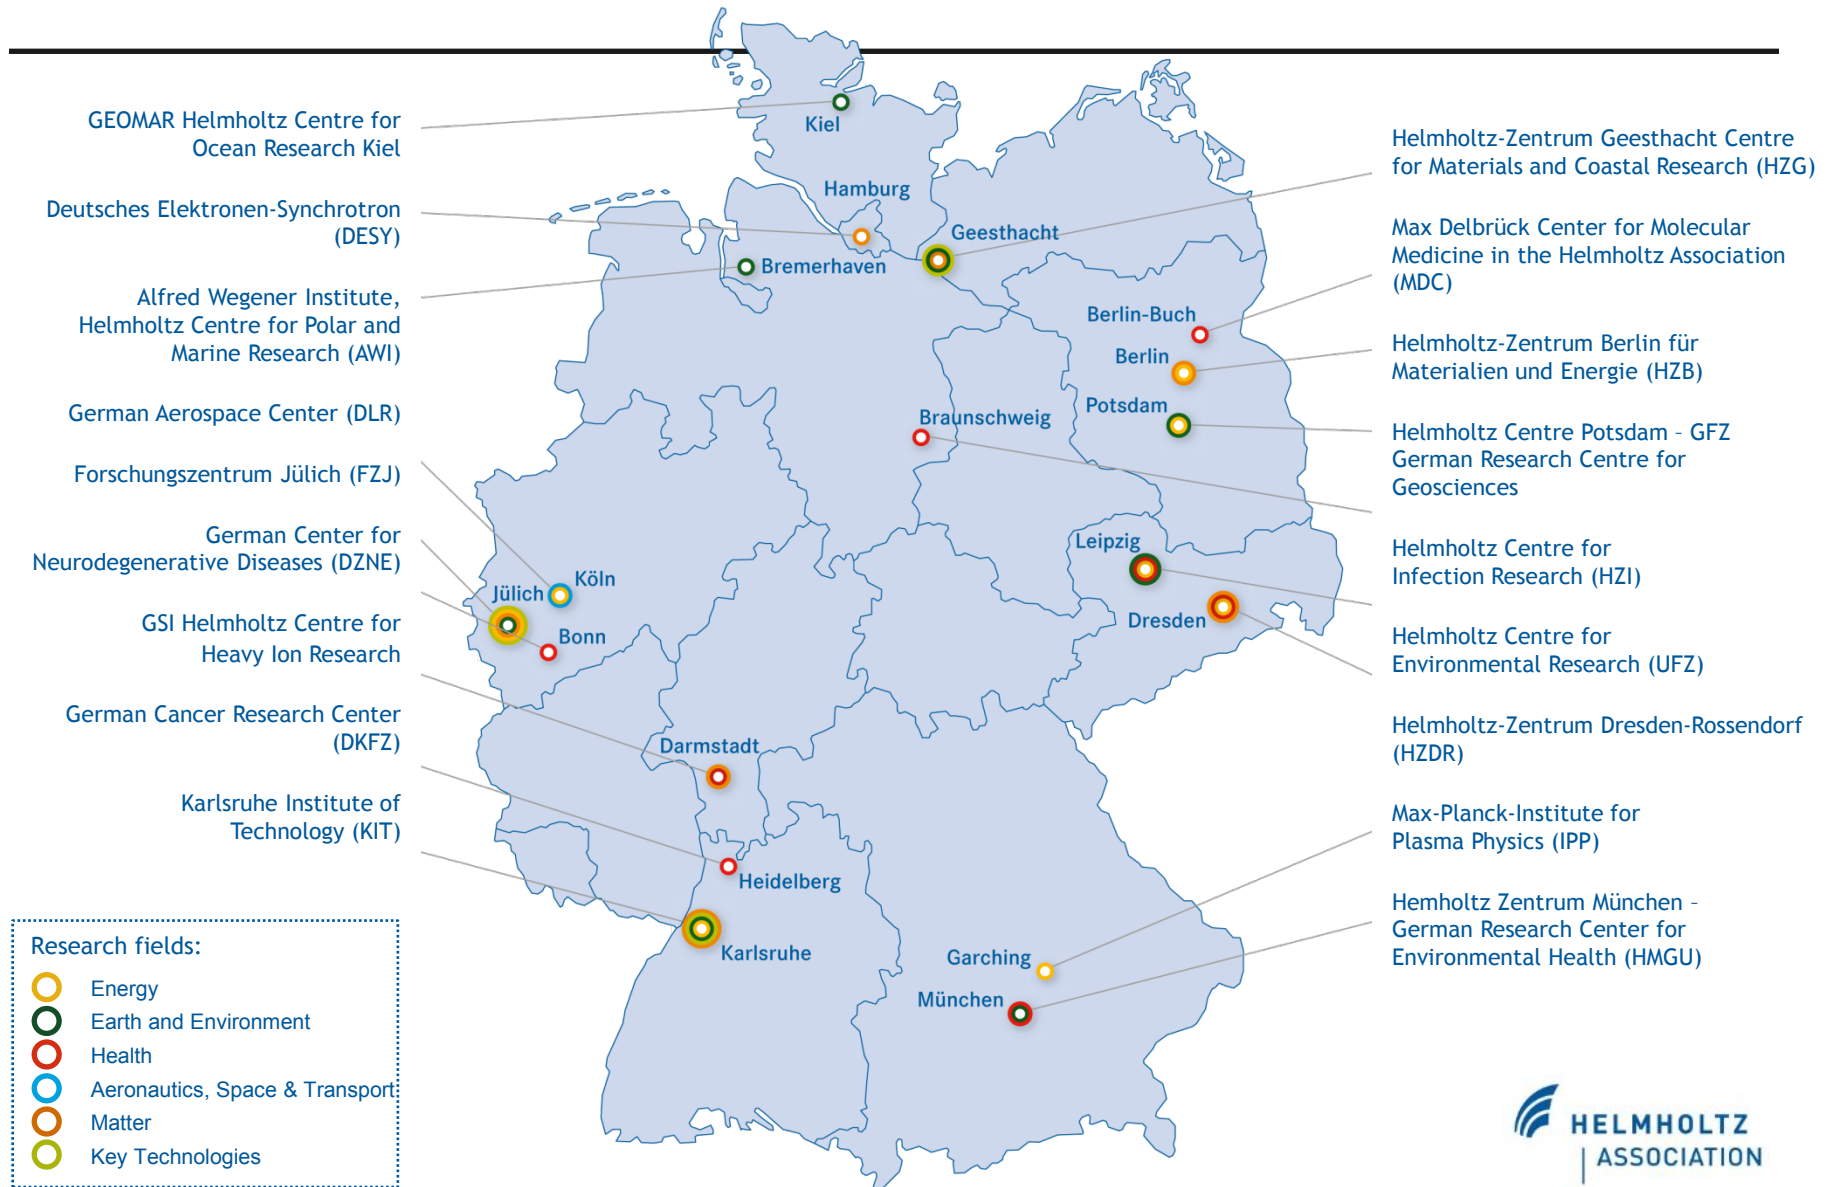 GEOMAR Helmholtz Centre for
Ocean Research Kiel
Deutsches Elektronen-Synchrotron
(DESY)
Alfred Wegener Institute,
Helmholtz Centre for Polar and
Marine Research (AWI)
German Aerospace Center (DLR)
Forschungszentrum Jülich (FZJ)
German Center for
Neurodegenerative Diseases (DZNE)
GSI Helmholtz Centre for
Heavy Ion Research
German Cancer Research Center
(DKFZ)
Karlsruhe Institute of
Technology (KIT)
Research fields:
Energy
Earth and Environment
Health
Aeronautics, Space & Transport
Matter
Key Technologies
Kiel
Hamburg
Geesthacht
Bremerhaven
Berlin-Buch
Berlin
Potsdam
Braunschweig
Leipzig
Köln
Jülich
Dresden
Bonn
Darmstadt
Heidelberg
Karlsruhe
Garching
München
Helmholtz-Zentrum Geesthacht Centre
for Materials and Coastal Research (HZG)
Max Delbrück Center for Molecular
Medicine in the Helmholtz Association
(MDC)
Helmholtz-Zentrum Berlin für
Materialien und Energie (HZB)
Helmholtz Centre Potsdam – GFZ
German Research Centre for
Geosciences
Helmholtz Centre for
Infection Research (HZI)
Helmholtz Centre for
Environmental Research (UFZ)
Helmholtz-Zentrum Dresden-Rossendorf
(HZDR)
Max-Planck-Institute for
Plasma Physics (IPP)
Hemholtz Zentrum München –
German Research Center for
Environmental Health (HMGU)
HELMHOLTZ
ASSOCIATION